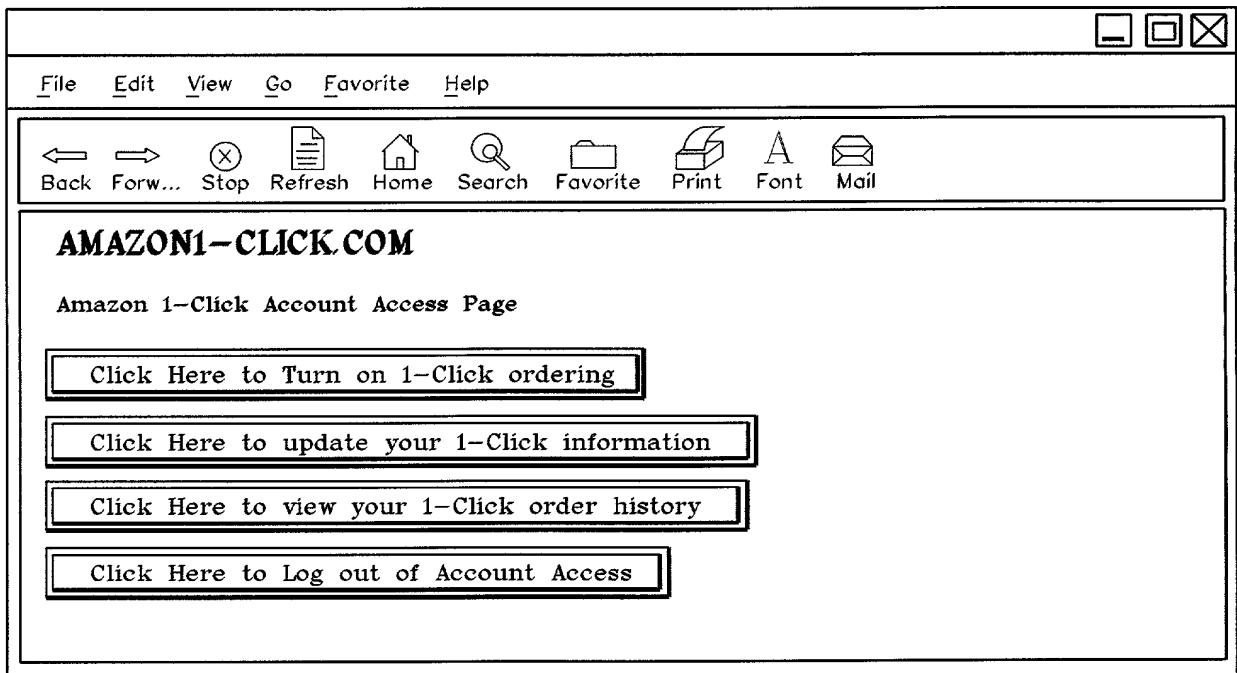 File Edit View Go Favorite Help
Back Forw... Stop Refresh Home Search Favorite Print Font Mail
AMAZON1-CLICK.COM
Amazon 1-Click Account Access Page
Click Here to Turn on 1-Click ordering
Click Here to update your 1-Click information
Click Here to view your 1-Click order history
Click Here to Log out of Account Access